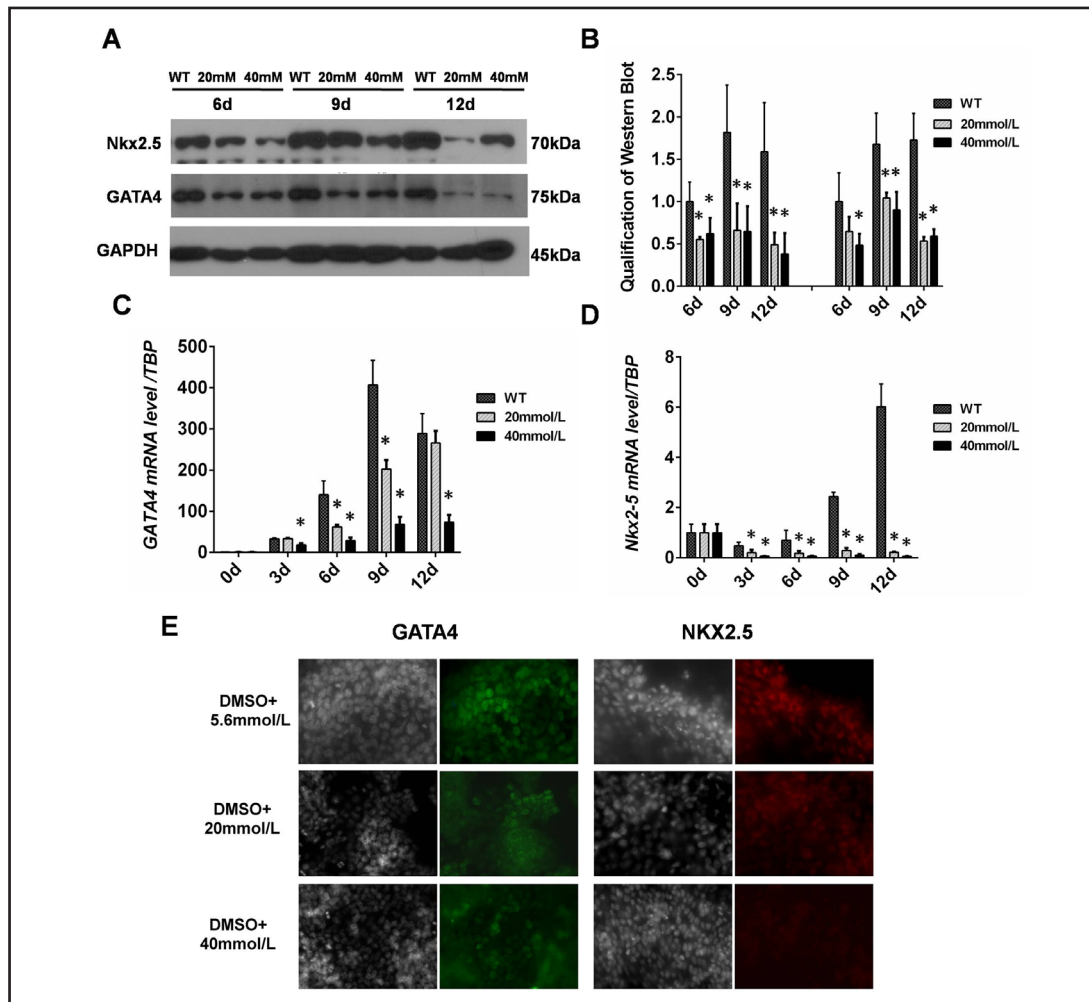 A
WT 20mM 40mM WT 20mM 40mM WT 20mM 40mM
6d 9d 12d
Nkx2.5 70kDa
GATA4 75kDa
GAPDH 45kDa
B
Qualification of Western Blot
2.5
2.0
1.5
1.0
0.5
0.0
* * * * * * * * * * *
6d 9d 12d 6d 9d 12d
WT
20mmol/L
40mmol/L
C
GATA4 mRNA level /TBP
500
400
300
200
100
0
* * * * * *
0d 3d 6d 9d 12d
WT
20mmol/L
40mmol/L
D
Nkx2-5 mRNA level/TBP
8
6
4
2
0
* * * * * * * *
0d 3d 6d 9d 12d
WT
20mmol/L
40mmol/L
E
GATA4 NKX2.5
DMSO+
5.6mmol/L
DMSO+
20mmol/L
DMSO+
40mmol/L